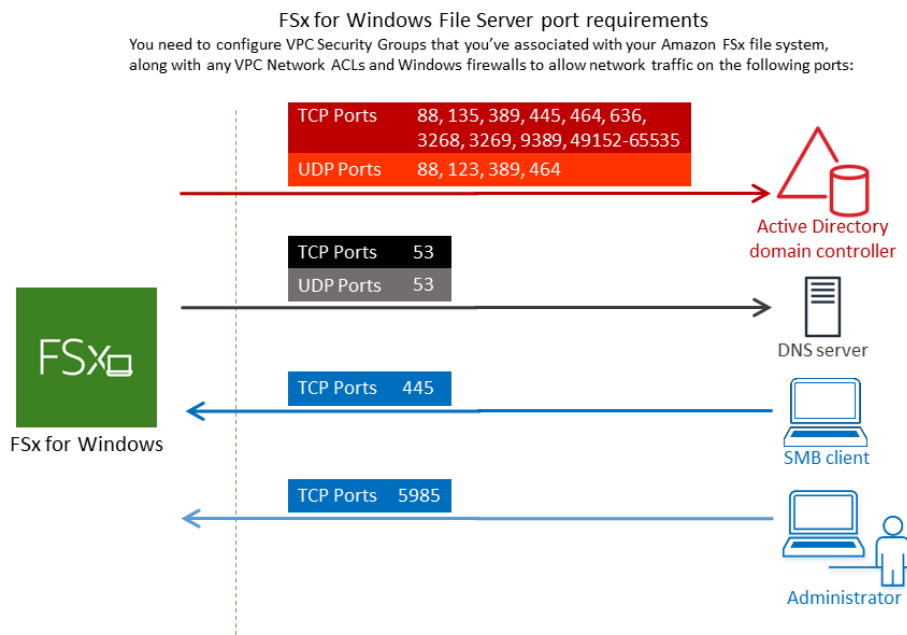 FSx for Windows File Server port requirements
You need to configure VPC Security Groups that you've associated with your Amazon FSx file system,
along with any VPC Network ACLs and Windows firewalls to allow network traffic on the following ports:
TCP Ports 88, 135, 389, 445, 464, 636,
3268, 3269, 9389, 49152-65535
UDP Ports 88, 123, 389, 464
Active Directory
domain controller
TCP Ports 53
UDP Ports 53
DNS server
FSx
FSx for Windows
TCP Ports 445
SMB client
TCP Ports 5985
Administrator